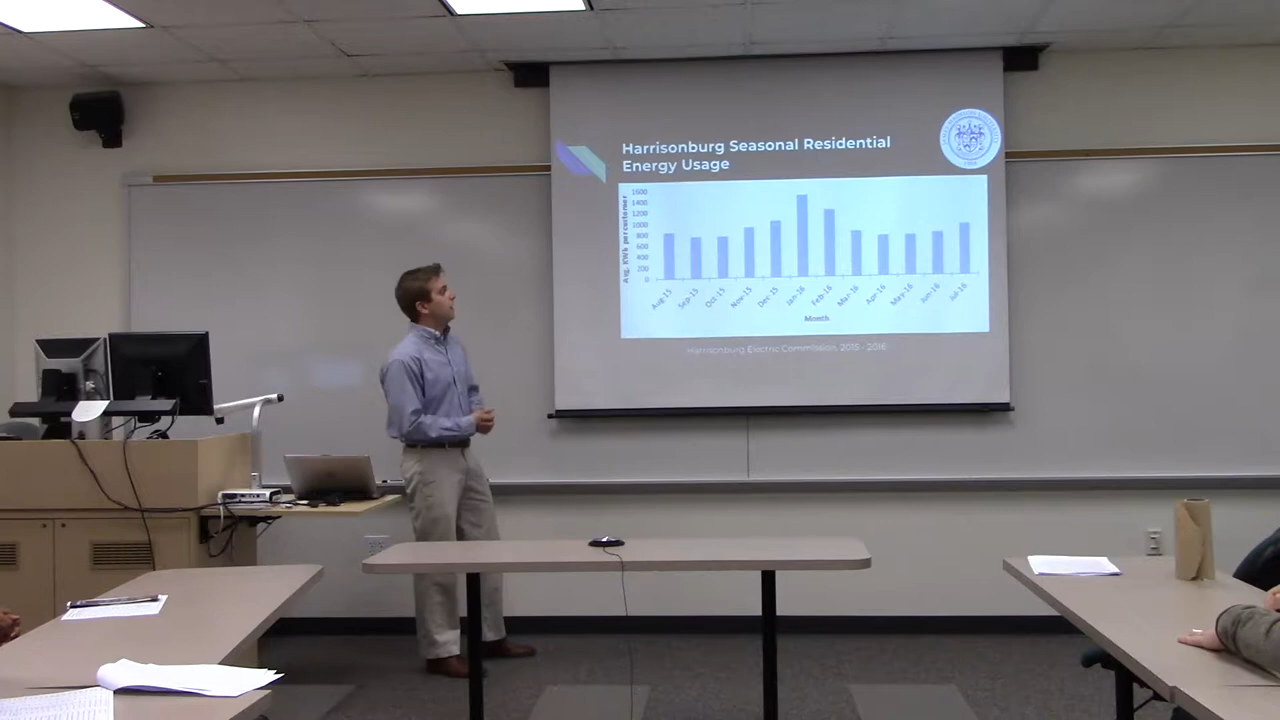 Harrisonburg Seasonal Residential
Energy Usage
Avg. KWh per customer
1600
1400
1200
1000
800
600
400
200
0
Aug-15
Sep-15
Oct-15
Nov-15
Dec-15
Jan-16
Feb-16
Mar-16
Apr-16
May-16
Jun-16
Jul-16
Month
Harrisonburg Electric Commission, 2015 - 2016